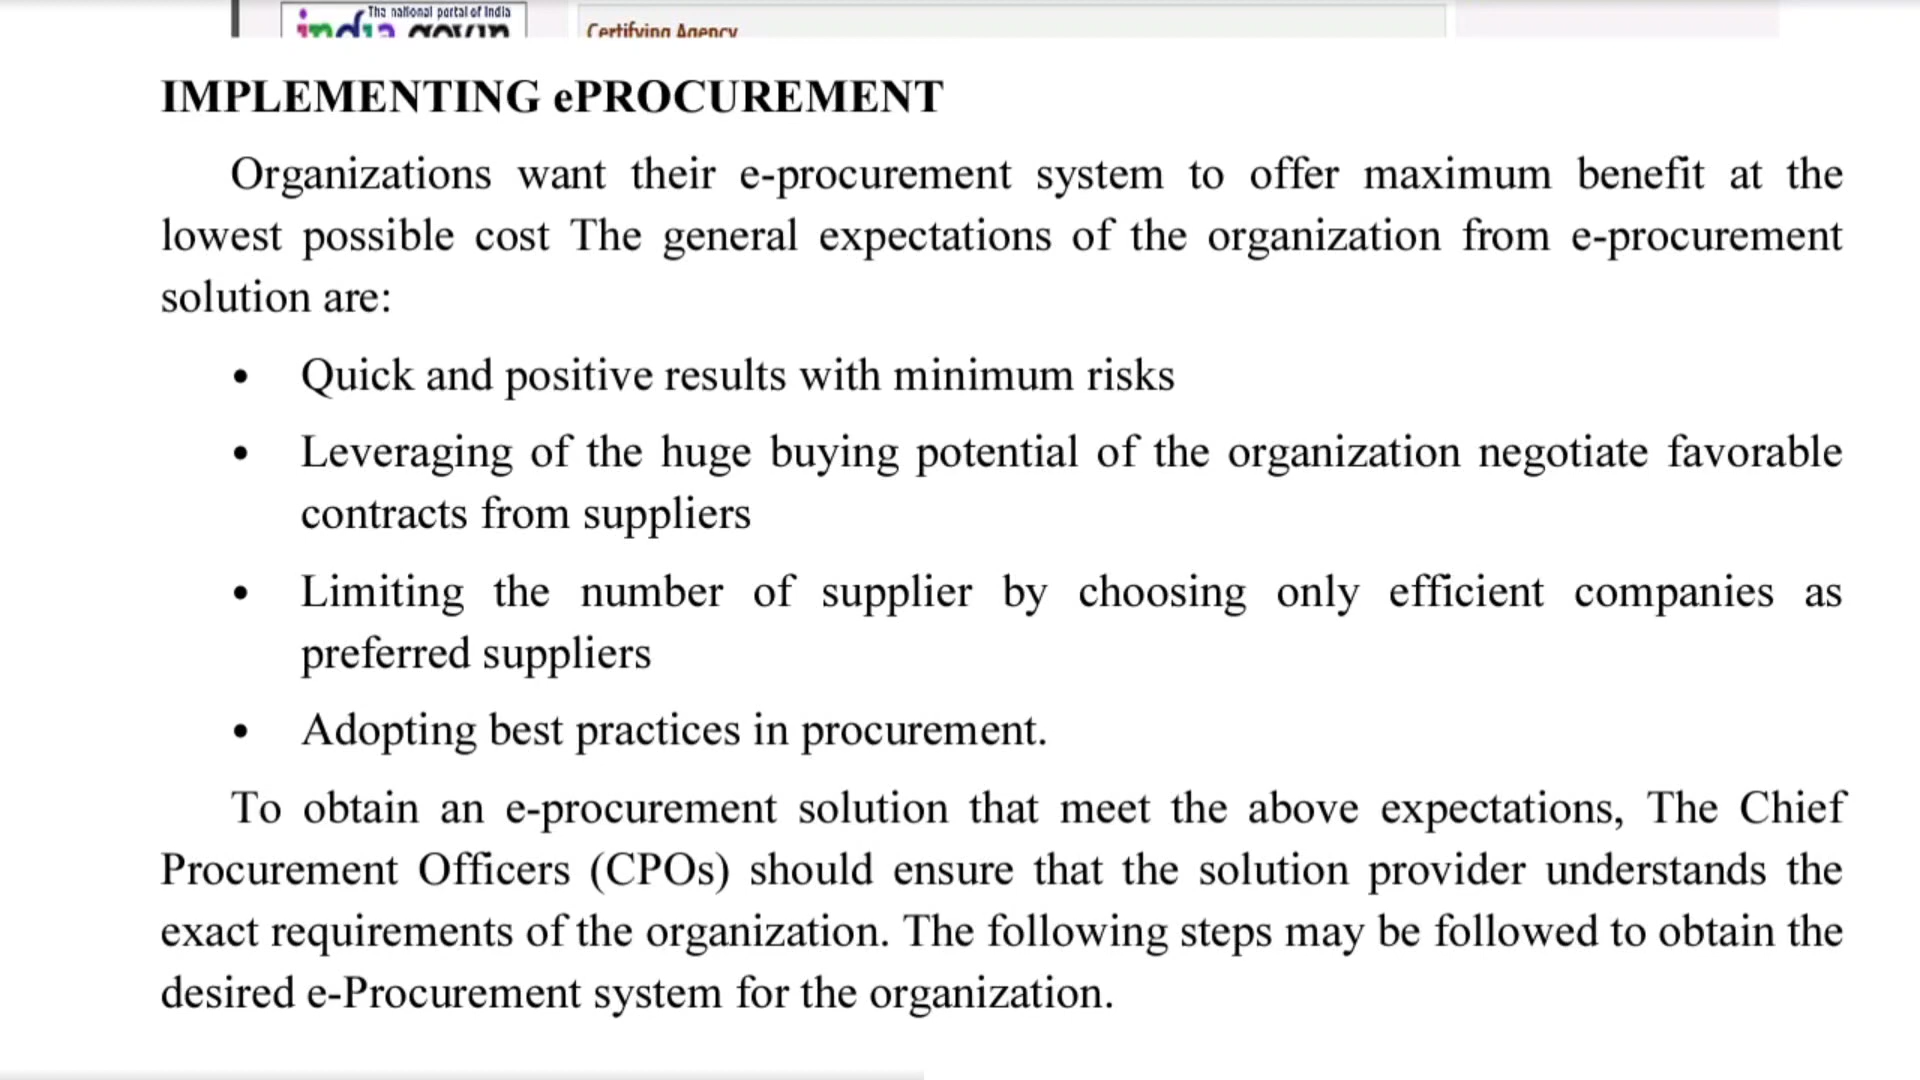 The national portal of India
india.gov.in
Certifying Agency
IMPLEMENTING ePROCUREMENT
Organizations want their e-procurement system to offer maximum benefit at the
lowest possible cost The general expectations of the organization from e-procurement
solution are:
• Quick and positive results with minimum risks
• Leveraging of the huge buying potential of the organization negotiate favorable
contracts from suppliers
• Limiting the number of supplier by choosing only efficient companies as
preferred suppliers
• Adopting best practices in procurement.
To obtain an e-procurement solution that meet the above expectations, The Chief
Procurement Officers (CPOs) should ensure that the solution provider understands the
exact requirements of the organization. The following steps may be followed to obtain the
desired e-Procurement system for the organization.